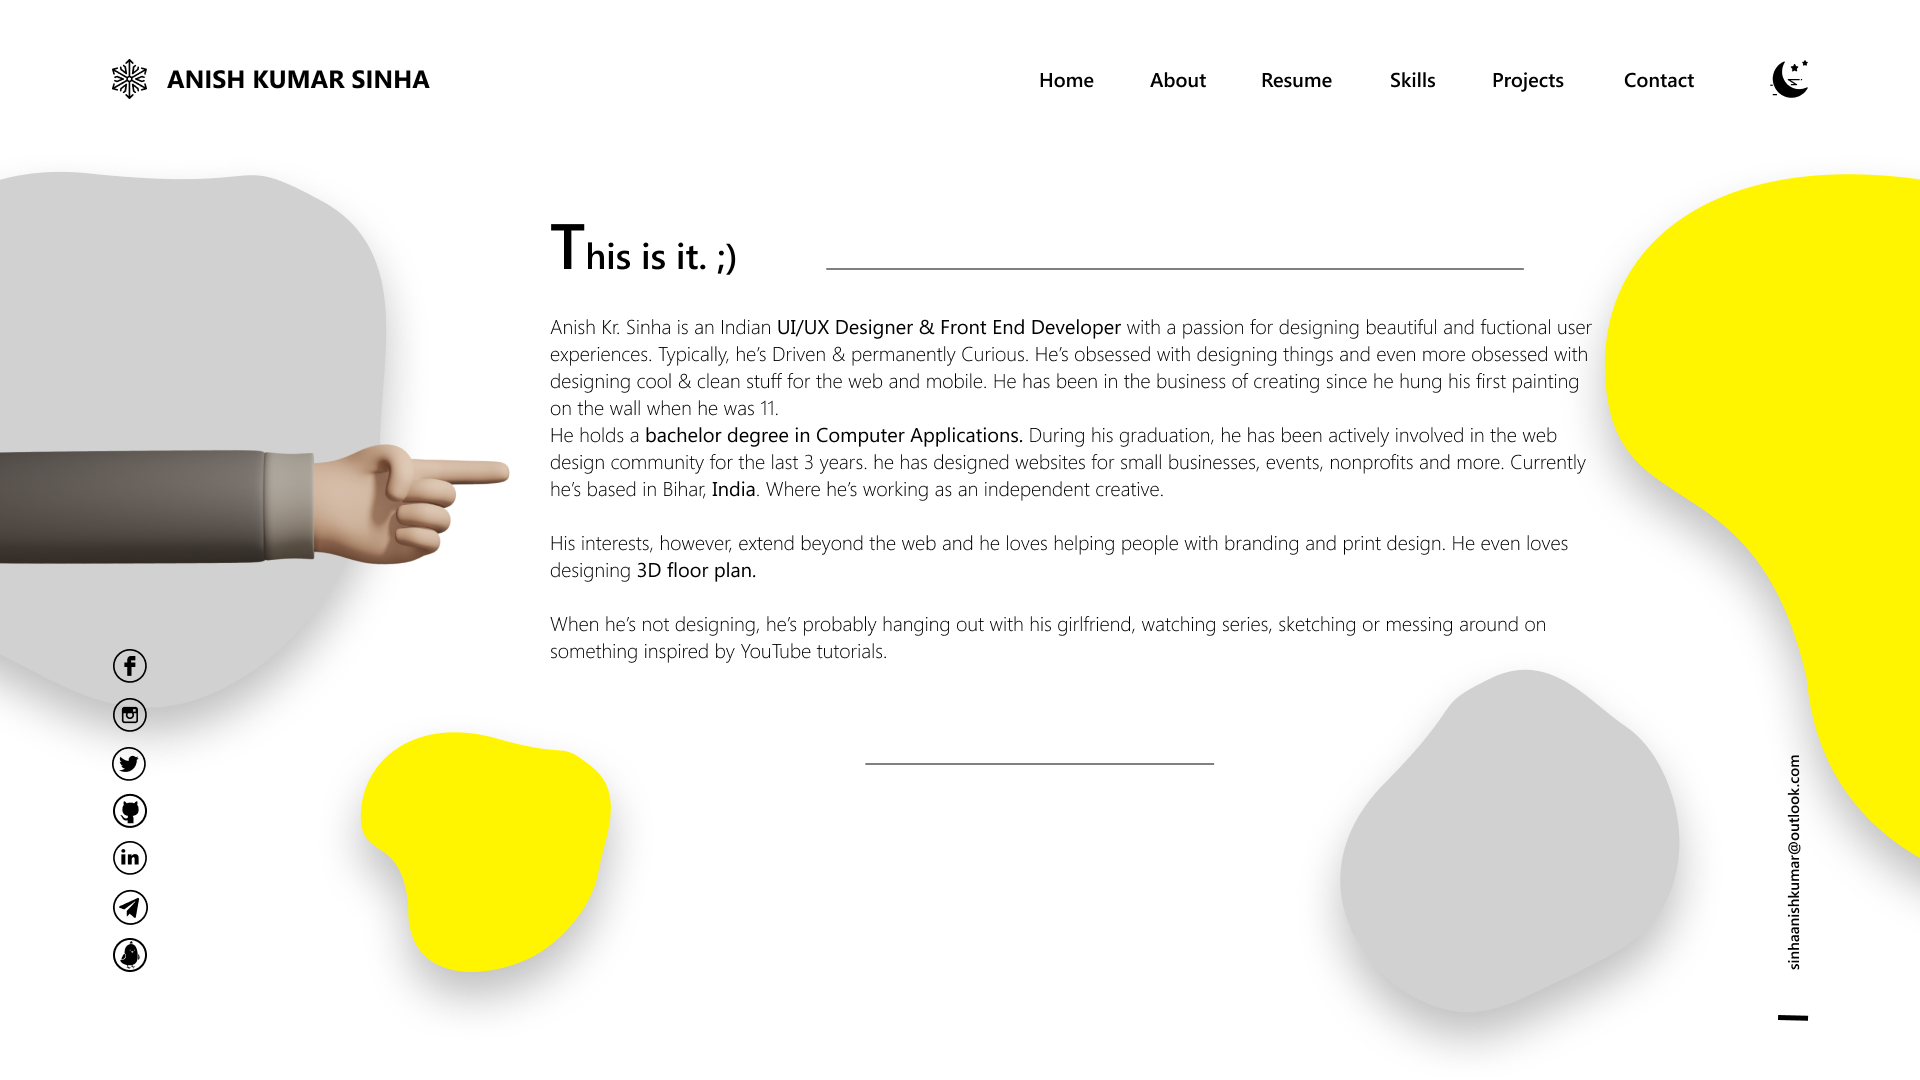 ANISH KUMAR SINHA
Home About Resume Skills Projects Contact
This is it. ;)
Anish Kr. Sinha is an Indian UI/UX Designer & Front End Developer with a passion for designing beautiful and fuctional user
experiences. Typically, he’s Driven & permanently Curious. He’s obsessed with designing things and even more obsessed with
designing cool & clean stuff for the web and mobile. He has been in the business of creating since he hung his first painting
on the wall when he was 11.
He holds a bachelor degree in Computer Applications. During his graduation, he has been actively involved in the web
design community for the last 3 years. he has designed websites for small businesses, events, nonprofits and more. Currently
he’s based in Bihar, India. Where he’s working as an independent creative.
His interests, however, extend beyond the web and he loves helping people with branding and print design. He even loves
designing 3D floor plan.
When he’s not designing, he’s probably hanging out with his girlfriend, watching series, sketching or messing around on
something inspired by YouTube tutorials.
sinhaanishkumar@outlook.com